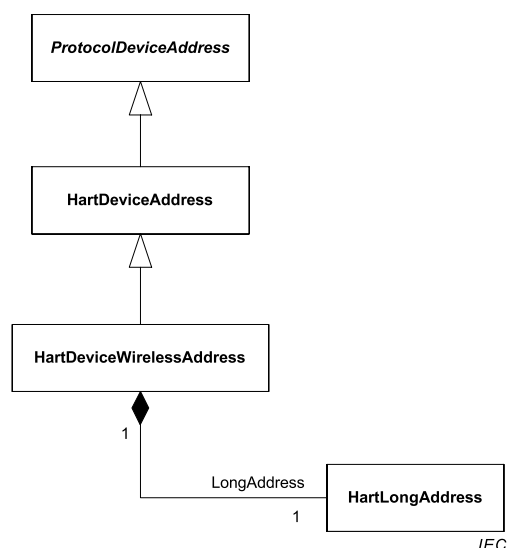 ProtocolDeviceAddress
HartDeviceAddress
HartDeviceWirelessAddress
1
LongAddress
HartLongAddress
1
IEC